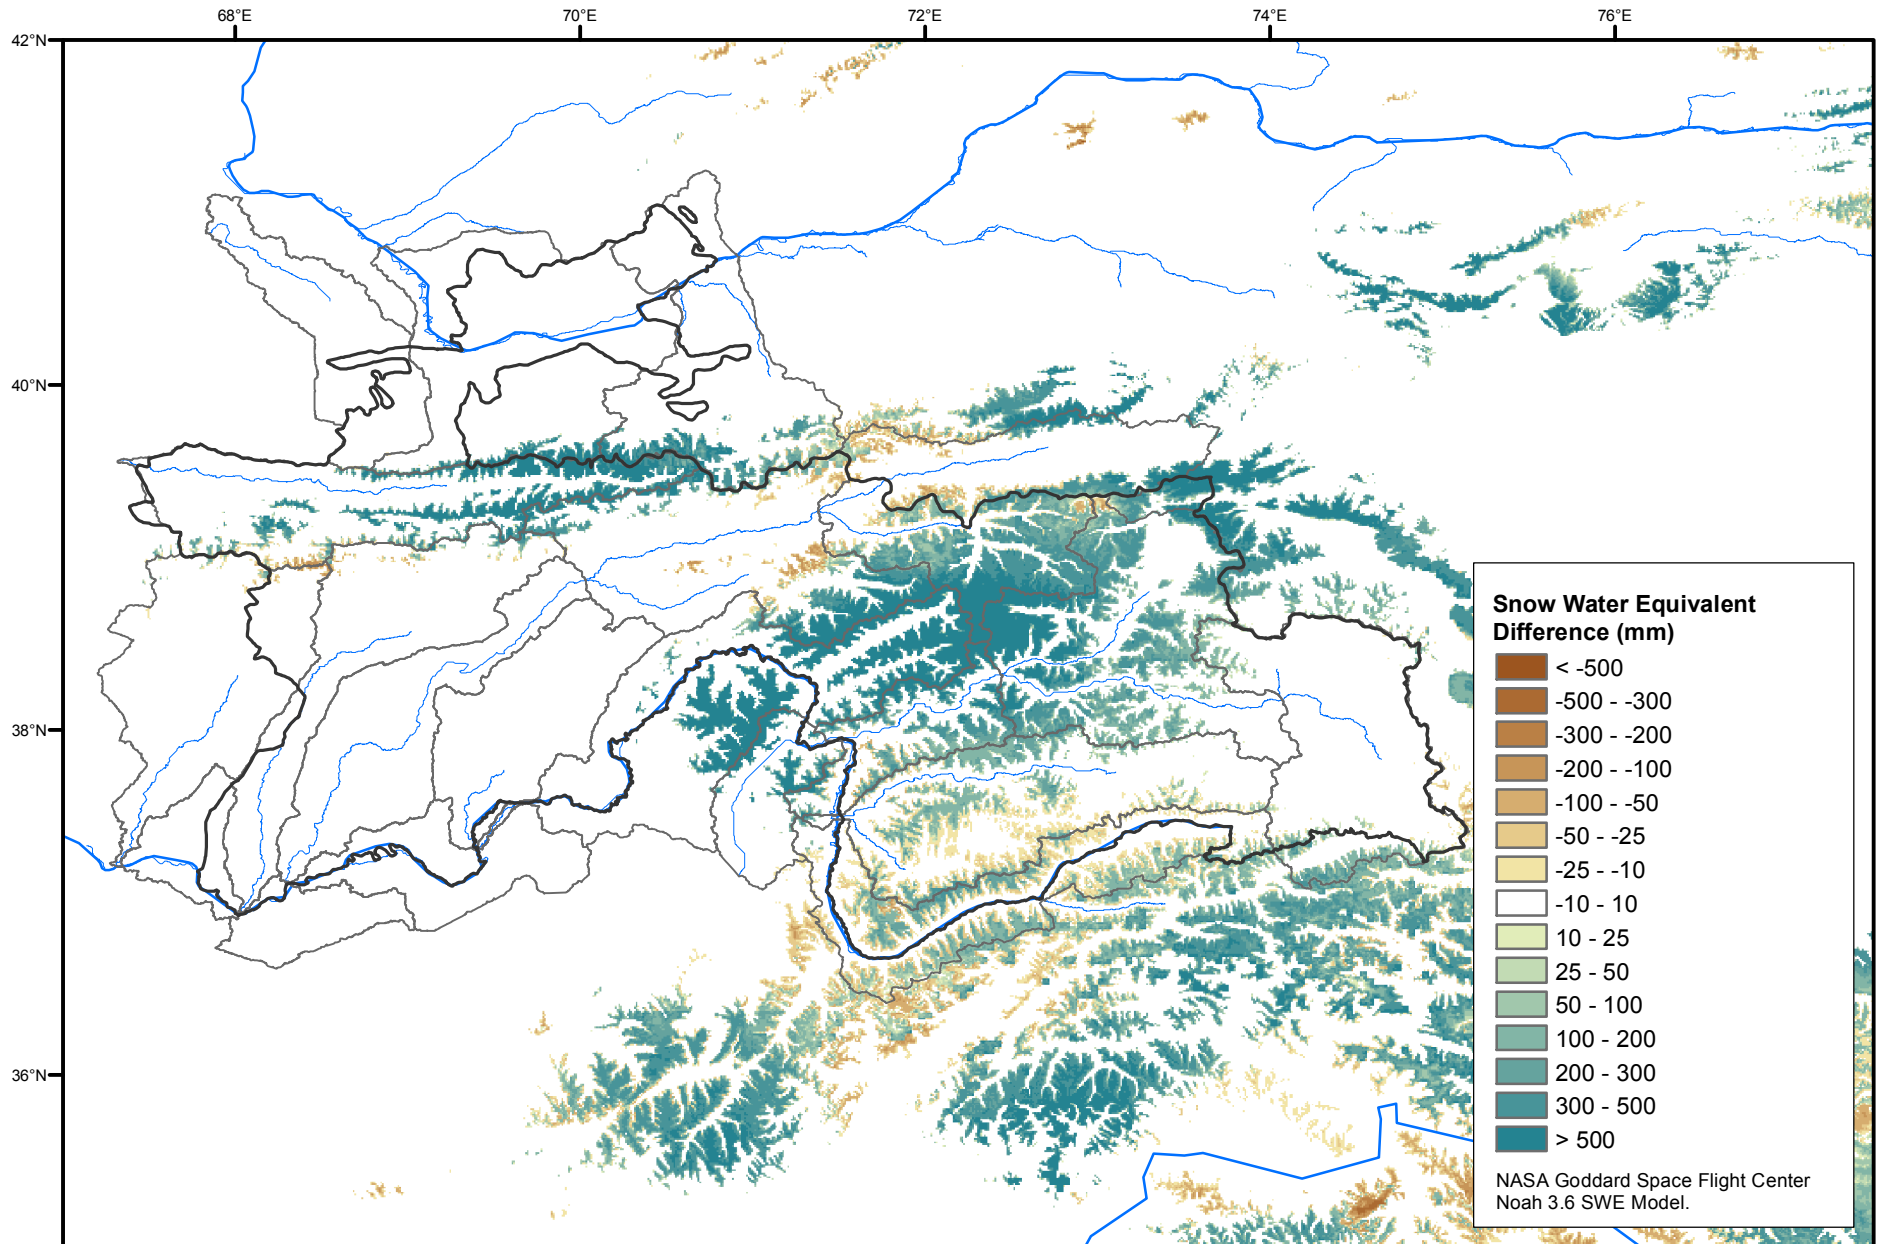 68°E
70°E
72°E
74°E
76°E
42°N
40°N
38°N
36°N
Snow Water Equivalent
Difference (mm)
< -500
-500 - -300
-300 - -200
-200 - -100
-100 - -50
-50 - -25
-25 - -10
-10 - 10
10 - 25
25 - 50
50 - 100
100 - 200
200 - 300
300 - 500
> 500
NASA Goddard Space Flight Center
Noah 3.6 SWE Model.